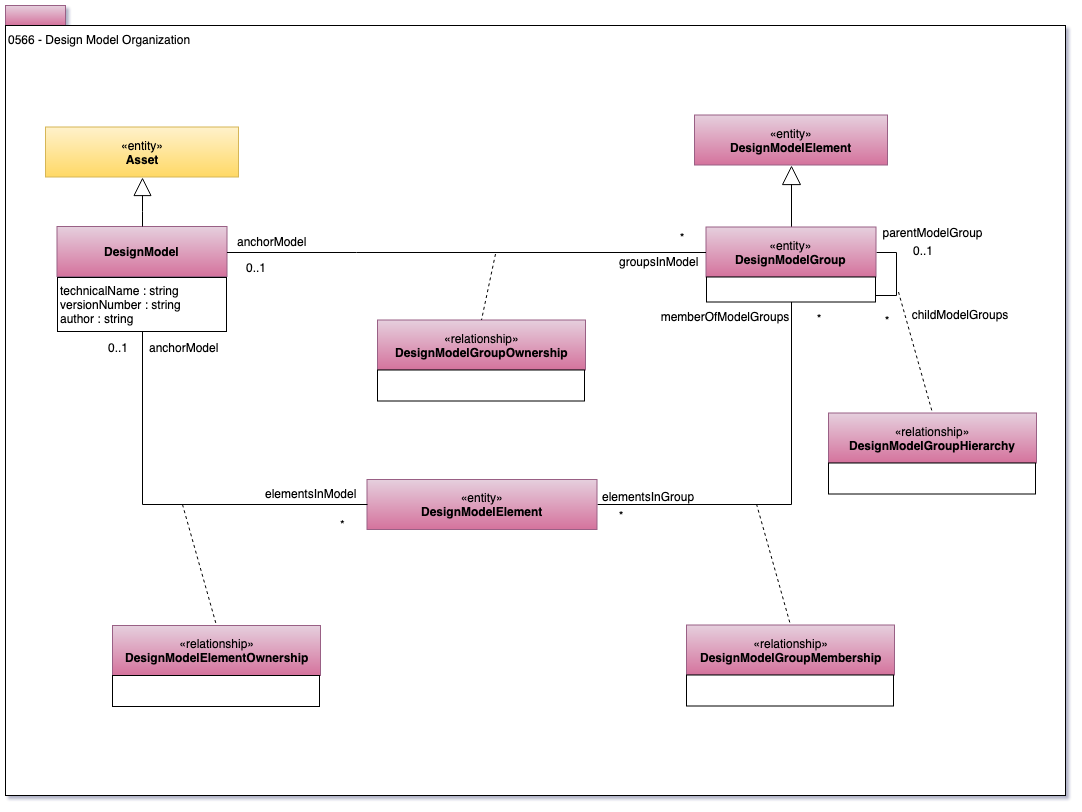 0566 - Design Model Organization
«entity»
Asset
«entity»
DesignModelElement
DesignModel
technicalName : string
versionNumber : string
author : string
anchorModel
0..1
*
groupsInModel
«entity»
DesignModelGroup
parentModelGroup
0..1
memberOfModelGroups
*
*
childModelGroups
0..1
anchorModel
«relationship»
DesignModelGroupOwnership
«relationship»
DesignModelGroupHierarchy
elementsInModel
*
«entity»
DesignModelElement
elementsInGroup
*
«relationship»
DesignModelElementOwnership
«relationship»
DesignModelGroupMembership